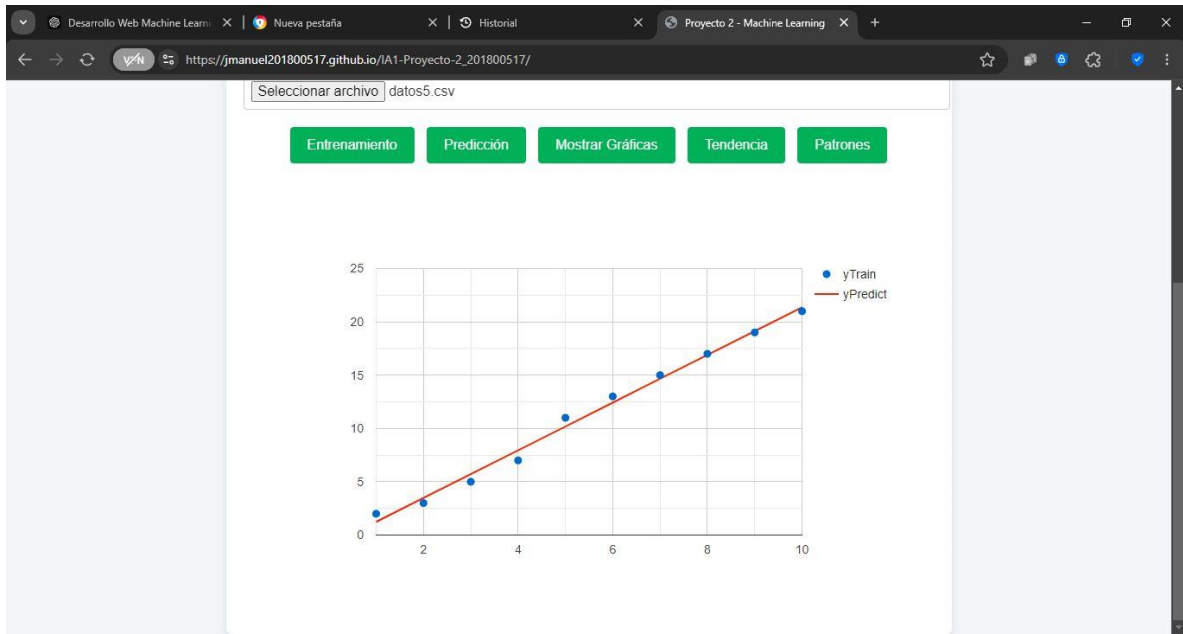 Desarrollo Web Machine Learni
Nueva pestaña
Historial
Proyecto 2 - Machine Learning
https://jmanuel201800517.github.io/IA1-Proyecto-2_201800517/
Seleccionar archivo datos5.csv
Entrenamiento
Predicción
Mostrar Gráficas
Tendencia
Patrones
25
20
15
10
5
0
2
4
6
8
10
yTrain
yPredict